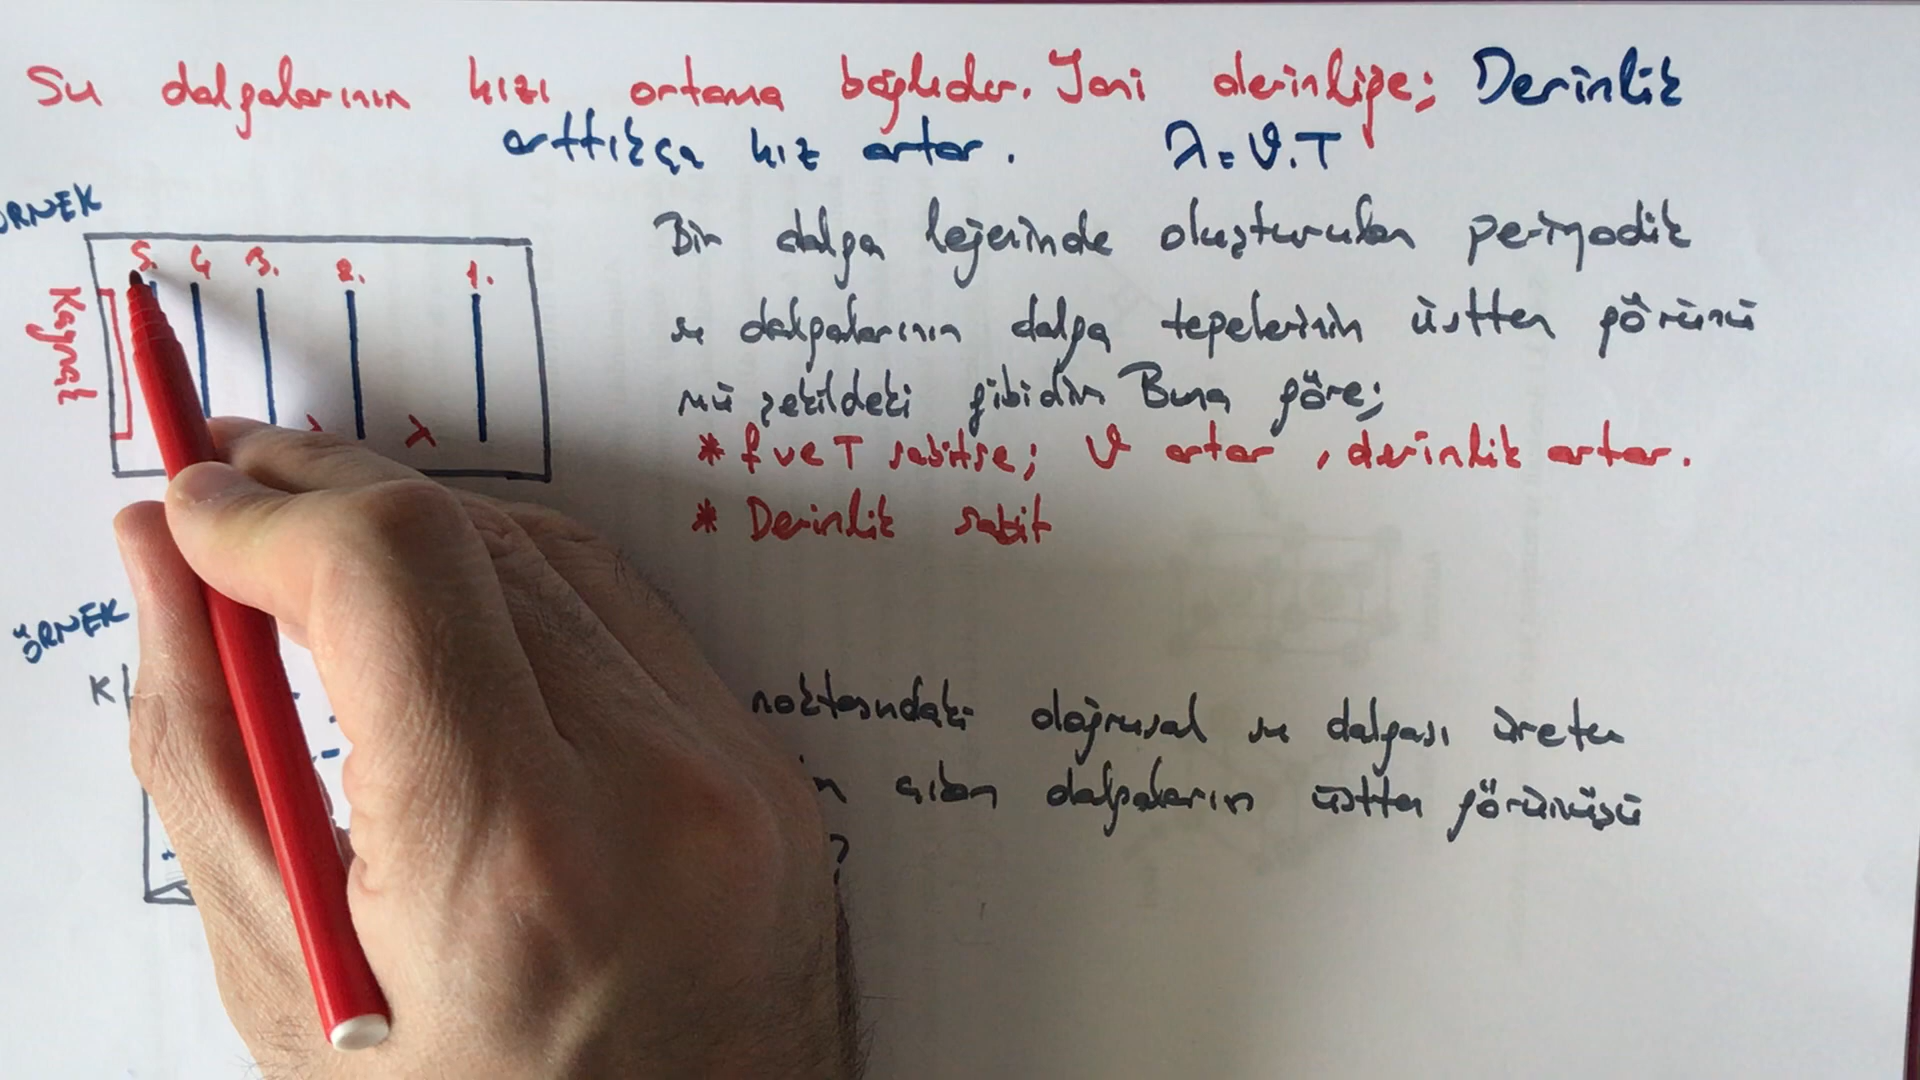 Su dalgalarının hızı ortama bağlıdır. Yani derinliğe; Derinlik
arttıkça hız artar. λ = υ.T
ÖRNEK
5. 4 3. 2. 1.
Kaynak
λ λ
Bir dalga leğeninde oluşturulan periyodik
su dalgalarının dalga tepelerinin üstten görünü
mü şekildeki gibidir. Buna göre;
* f ve T sabitse; υ artar, derinlik artar.
* Derinlik sabit
ÖRNEK
K
noktasındaki doğrusal su dalgası üreten
çıkan dalgaların üstten görünüşü
?